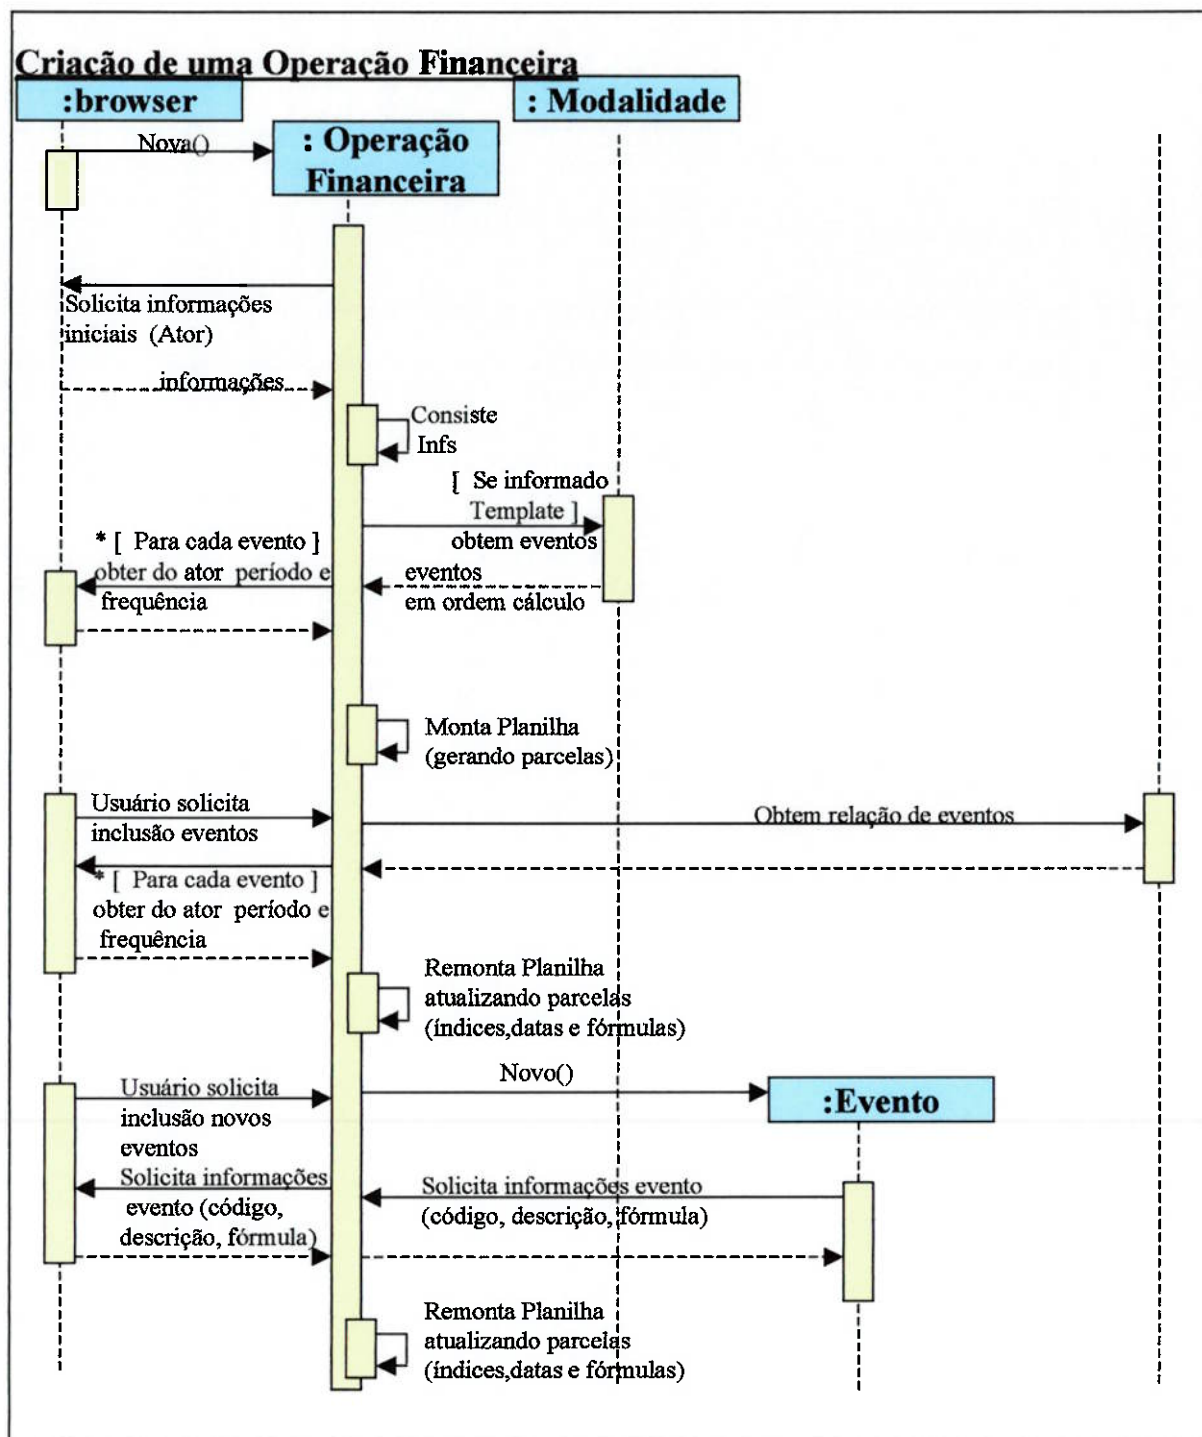 Criação de uma Operação Financeira
:browser
: Modalidade
Nova()
: Operação
Financeira
Solicita informações
iniciais (Ator)
informações
Consiste
Infs
[ Se informado
Template ]
obtem eventos
* [ Para cada evento ]
obter do ator período e
frequência
eventos
em ordem cálculo
Monta Planilha
(gerando parcelas)
Usuário solicita
inclusão eventos
Obtem relação de eventos
* [ Para cada evento ]
obter do ator período e
frequência
Remonta Planilha
atualizando parcelas
(índices,datas e fórmulas)
Novo()
Usuário solicita
inclusão novos
eventos
:Evento
Solicita informações
evento (código,
descrição, fórmula)
Solicita informações evento
(código, descrição, fórmula)
Remonta Planilha
atualizando parcelas
(índices,datas e fórmulas)